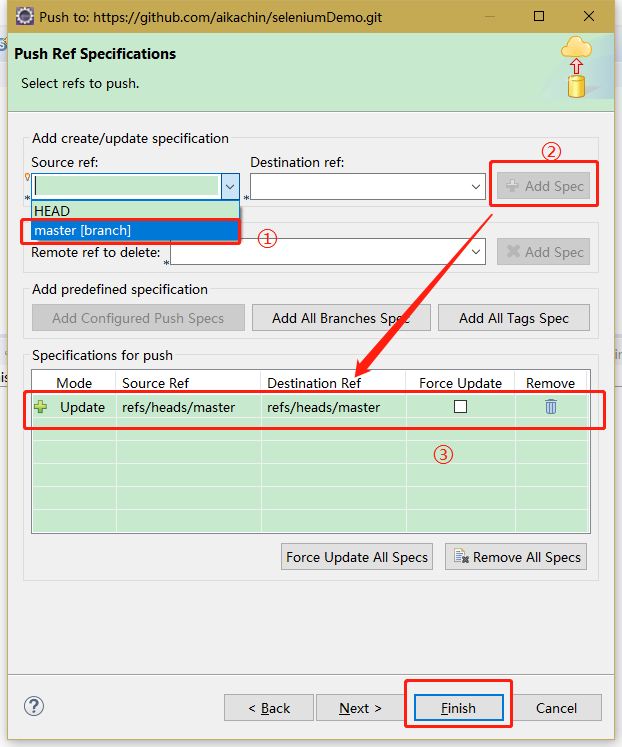 Push to: https://github.com/aikachin/seleniumDemo.git
Push Ref Specifications
Select refs to push.
Add create/update specification
②
Source ref:
Destination ref:
Add Spec
HEAD
master [branch]
①
Remote ref to delete:
Add Spec
Add predefined specification
Add Configured Push Specs
Add All Branches Spec
Add All Tags Spec
Specifications for push
Mode Source Ref Destination Ref Force Update Remove
Update refs/heads/master refs/heads/master
③
Force Update All Specs
Remove All Specs
< Back
Next >
Finish
Cancel